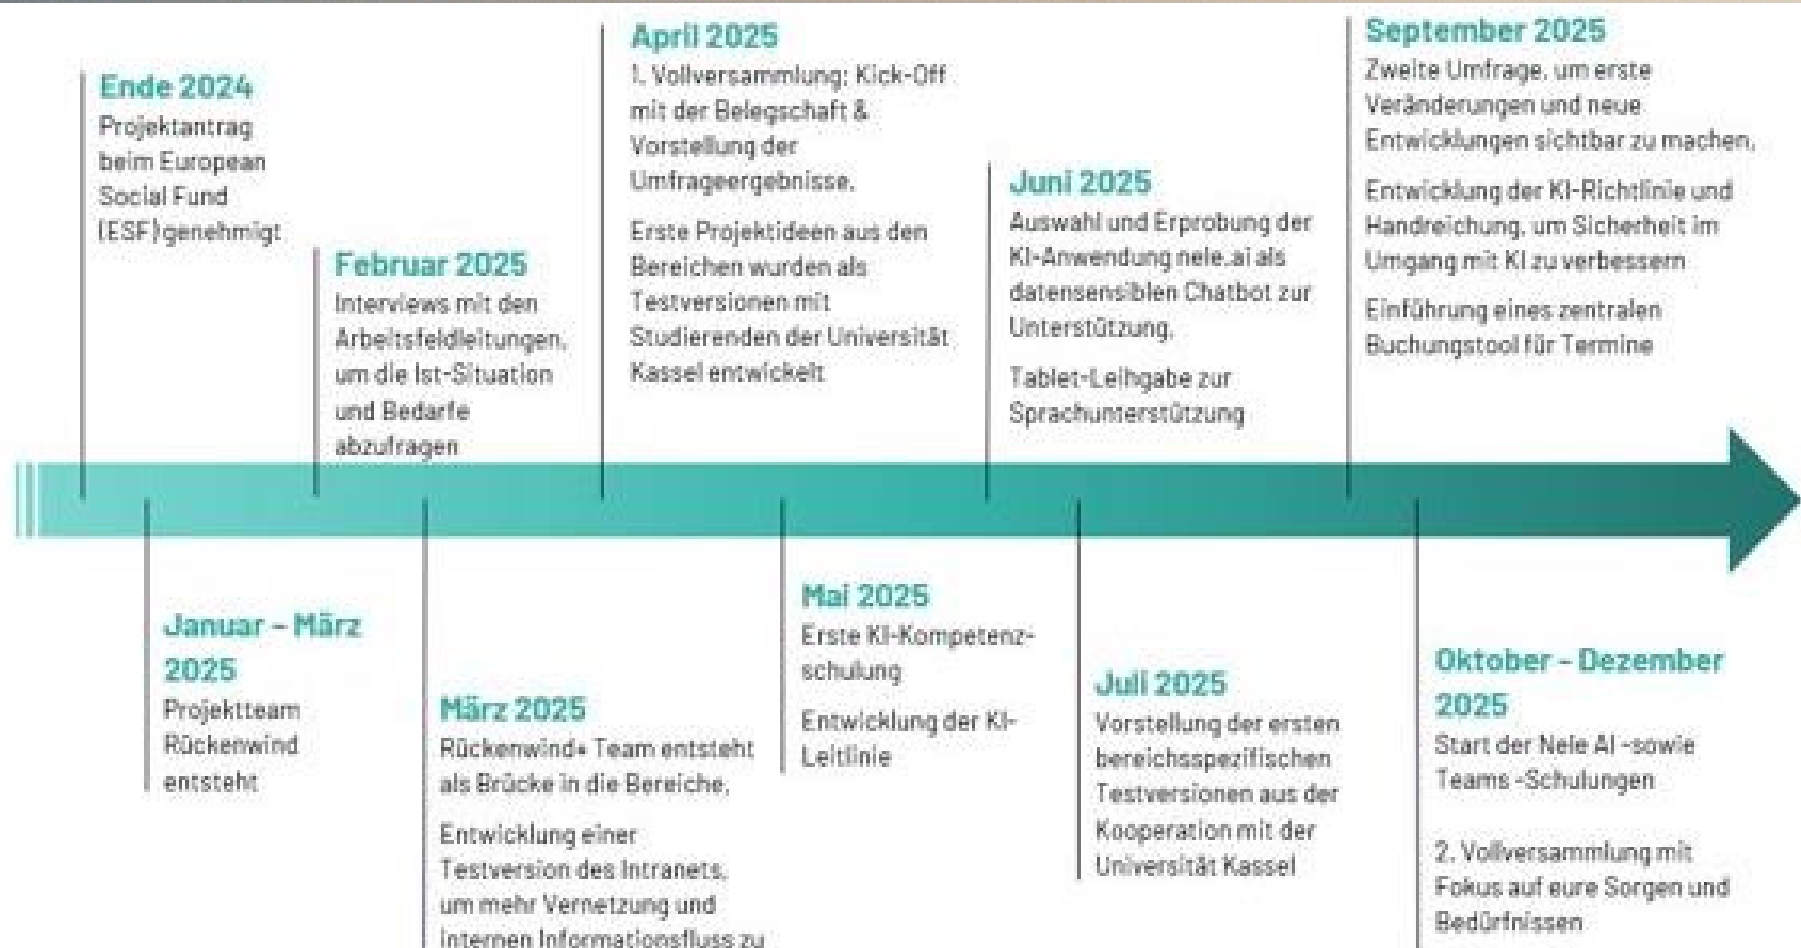 Ende 2024
Projektantrag
beim European
Social Fund
(ESF) genehmigt
Januar – März
2025
Projektteam
Rückenwind
entsteht
Februar 2025
Interviews mit den
Arbeitsfeldleitungen,
um die Ist-Situation
und Bedarfe
abzufragen
März 2025
Rückenwind+ Team entsteht
als Brücke in die Bereiche.
Entwicklung einer
Testversion des Intranets,
um mehr Vernetzung und
internen Informationsfluss zu
April 2025
1. Vollversammlung: Kick-Off
mit der Belegschaft &
Vorstellung der
Umfrageergebnisse.
Erste Projektideen aus den
Bereichen wurden als
Testversionen mit
Studierenden der Universität
Kassel entwickelt
Mai 2025
Erste KI-Kompetenz-
schulung
Entwicklung der KI-
Leitlinie
Juni 2025
Auswahl und Erprobung der
KI-Anwendung nele.ai als
datensensiblen Chatbot zur
Unterstützung.
Tablet-Leihgabe zur
Sprachunterstützung
Juli 2025
Vorstellung der ersten
bereichsspezifischen
Testversionen aus der
Kooperation mit der
Universität Kassel
September 2025
Zweite Umfrage, um erste
Veränderungen und neue
Entwicklungen sichtbar zu machen.
Entwicklung der KI-Richtlinie und
Handreichung, um Sicherheit im
Umgang mit KI zu verbessern
Einführung eines zentralen
Buchungstool für Termine
Oktober – Dezember
2025
Start der Nele AI -sowie
Teams -Schulungen
2. Vollversammlung mit
Fokus auf eure Sorgen und
Bedürfnissen